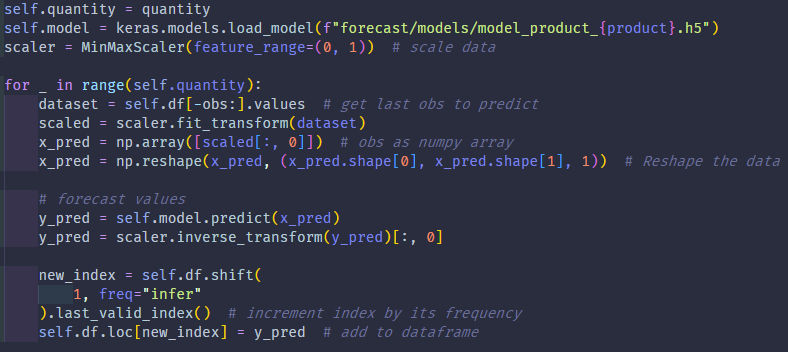 self.quantity = quantity
self.model = keras.models.load_model(f"forecast/models/model_product_{product}.h5")
scaler = MinMaxScaler(feature_range=(0, 1))  # scale data

for _ in range(self.quantity):
    dataset = self.df[-obs:].values  # get last obs to predict
    scaled = scaler.fit_transform(dataset)
    x_pred = np.array([scaled[:, 0]])  # obs as numpy array
    x_pred = np.reshape(x_pred, (x_pred.shape[0], x_pred.shape[1], 1))  # Reshape the data

    # forecast values
    y_pred = self.model.predict(x_pred)
    y_pred = scaler.inverse_transform(y_pred)[:, 0]

    new_index = self.df.shift(
        1, freq="infer"
    ).last_valid_index()  # increment index by its frequency
    self.df.loc[new_index] = y_pred  # add to dataframe